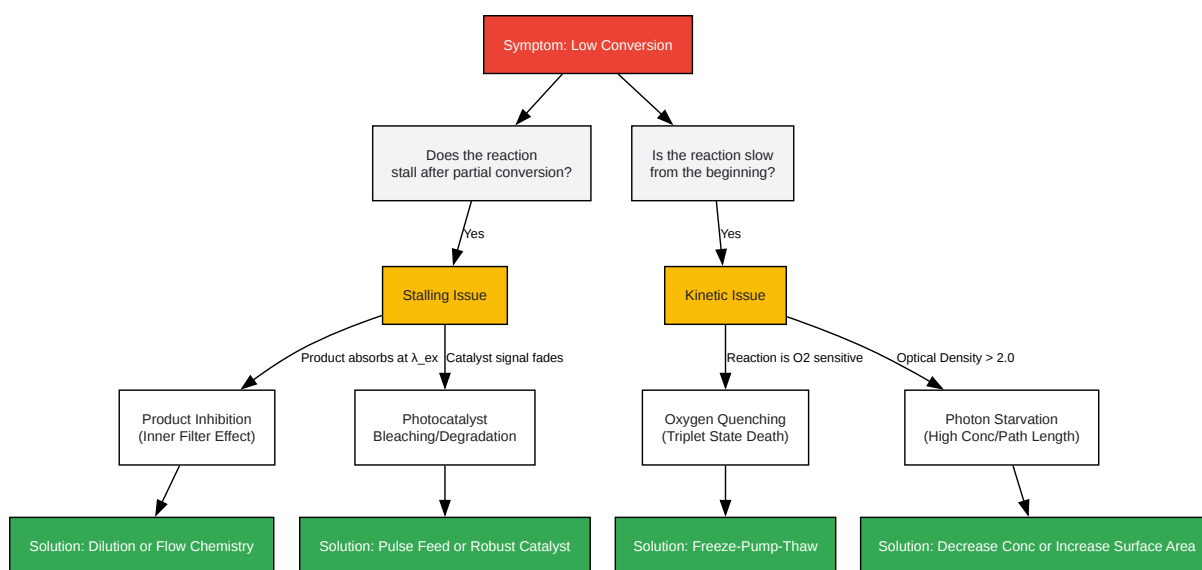 Symptom: Low Conversion
Does the reaction
stall after partial conversion?
Is the reaction slow
from the beginning?
Yes
Yes
Stalling Issue
Kinetic Issue
Product absorbs at λ_ex
Catalyst signal fades
Reaction is O2 sensitive
Optical Density > 2.0
Product Inhibition
(Inner Filter Effect)
Photocatalyst
Bleaching/Degradation
Oxygen Quenching
(Triplet State Death)
Photon Starvation
(High Conc/Path Length)
Solution: Dilution or Flow Chemistry
Solution: Pulse Feed or Robust Catalyst
Solution: Freeze-Pump-Thaw
Solution: Decrease Conc or Increase Surface Area